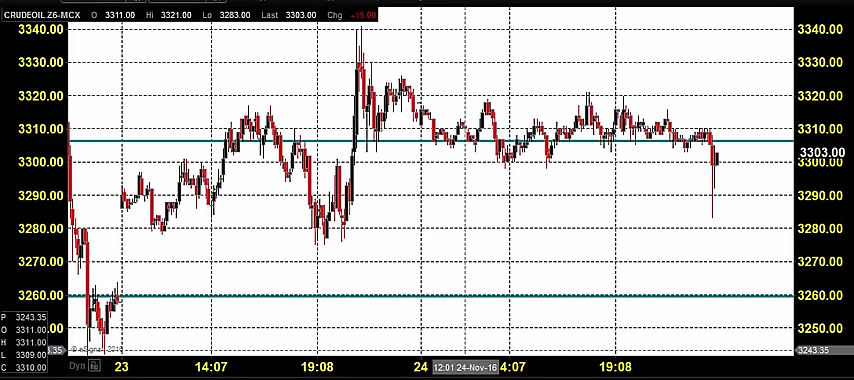 CRUDEOIL Z6-MCX O 3311.00 Hi 3321.00 Lo 3283.00 Last 3303.00 Chg -15.00
3340.00 3340.00
3330.00 3330.00
3320.00 3320.00
3310.00 3310.00
3303.00
3300.00 3300.00
3290.00 3290.00
3280.00 3280.00
3270.00 3270.00
3260.00 3260.00
3250.00
P 3243.35
O 3311.00
H 3311.00
L 3309.00
C 3310.00
3243.35
© eSignal, 2016
Dyn 23 14:07 19:08 24 12:01 24-Nov-16 4:07 19:08